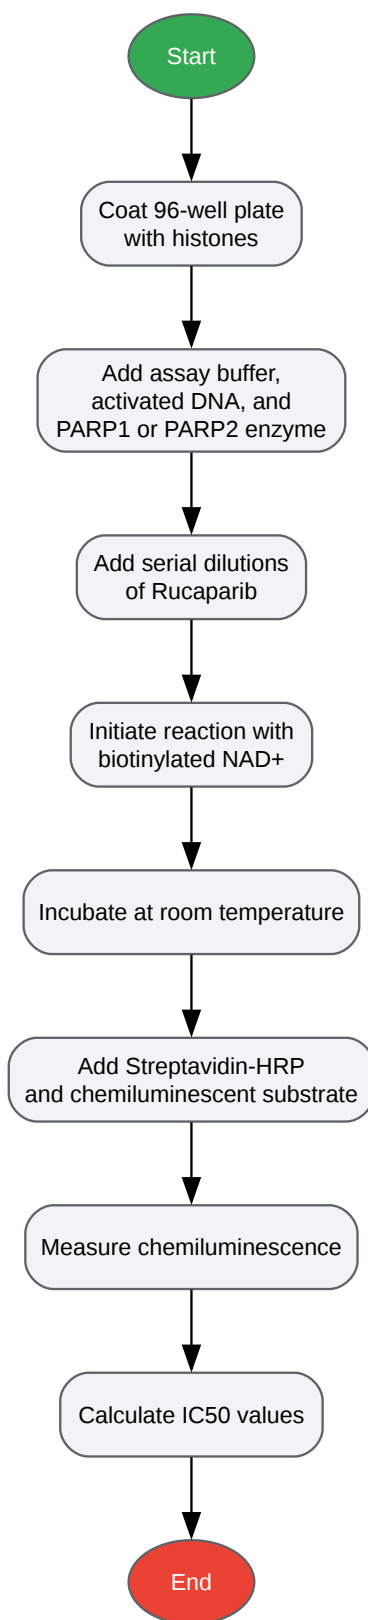 Start
Coat 96-well plate
with histones
Add assay buffer,
activated DNA, and
PARP1 or PARP2 enzyme
Add serial dilutions
of Rucaparib
Initiate reaction with
biotinylated NAD+
Incubate at room temperature
Add Streptavidin-HRP
and chemiluminescent substrate
Measure chemiluminescence
Calculate IC50 values
End